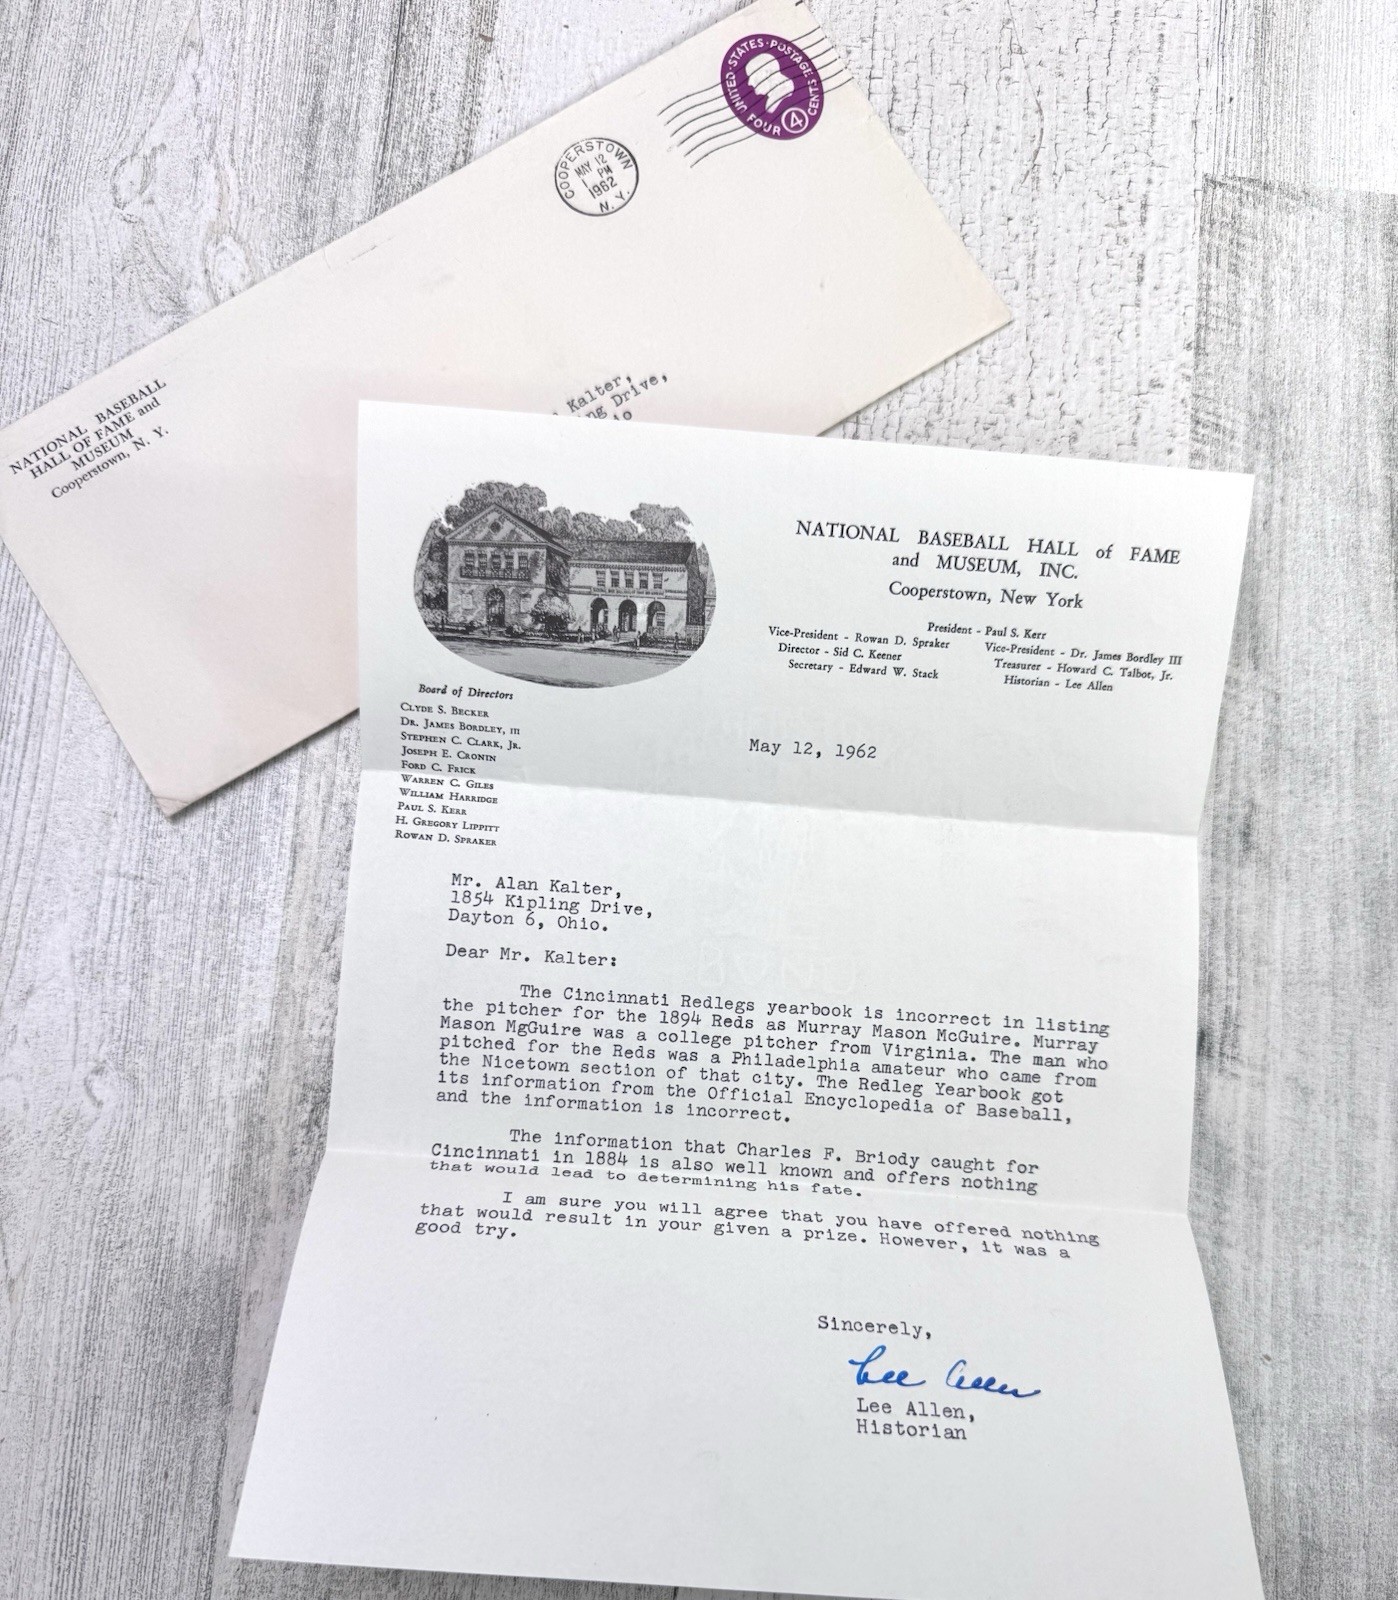 UNITED·STATES·POSTAGE
FOUR 4 CENTS
COOPERSTOWN
MAY 12
1 PM
1962
N.Y.
NATIONAL BASEBALL
HALL OF FAME and
MUSEUM
Cooperstown, N. Y.
Kalter,
ng Drive,
NATIONAL BASEBALL HALL of FAME
and MUSEUM, INC.
Cooperstown, New York
President - Paul S. Kerr
Vice-President - Rowan D. Spraker Vice-President - Dr. James Bordley III
Director - Sid C. Keener Treasurer - Howard C. Talbot, Jr.
Secretary - Edward W. Stack Historian - Lee Allen
Board of Directors
CLYDE S. BECKER
DR. JAMES BORDLEY, III
STEPHEN C. CLARK, JR.
JOSEPH E. CRONIN
FORD C. FRICK
WARREN C. GILES
WILLIAM HARRIDGE
PAUL S. KERR
H. GREGORY LIPPITT
ROWAN D. SPRAKER
May 12, 1962
Mr. Alan Kalter,
1854 Kipling Drive,
Dayton 6, Ohio.
Dear Mr. Kalter:
The Cincinnati Redlegs yearbook is incorrect in listing
the pitcher for the 1894 Reds as Murray Mason McGuire. Murray
Mason MgGuire was a college pitcher from Virginia. The man who
pitched for the Reds was a Philadelphia amateur who came from
the Nicetown section of that city. The Redleg Yearbook got
its information from the Official Encyclopedia of Baseball,
and the information is incorrect.
The information that Charles F. Briody caught for
Cincinnati in 1884 is also well known and offers nothing
that would lead to determining his fate.
I am sure you will agree that you have offered nothing
that would result in your given a prize. However, it was a
good try.
Sincerely,
Lee Allen
Lee Allen,
Historian